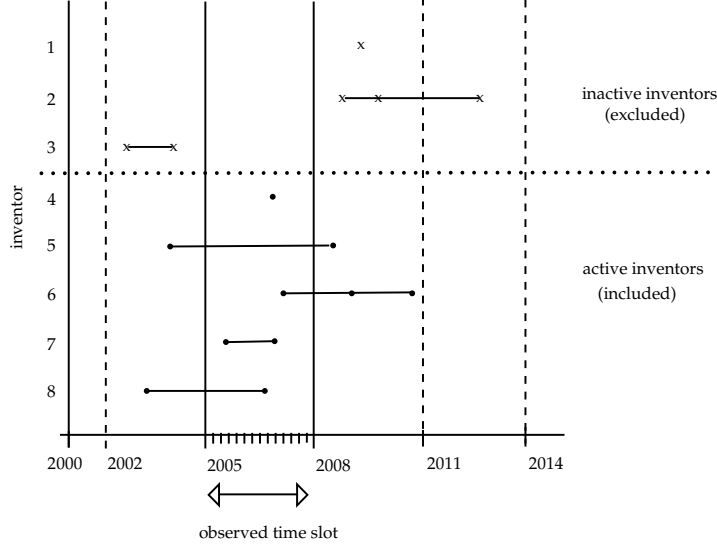 1
2
inactive inventors
(excluded)
3
inventor
4
5
active inventors
6
(included)
7
8
2000 2002 2005 2008 2011 2014
observed time slot